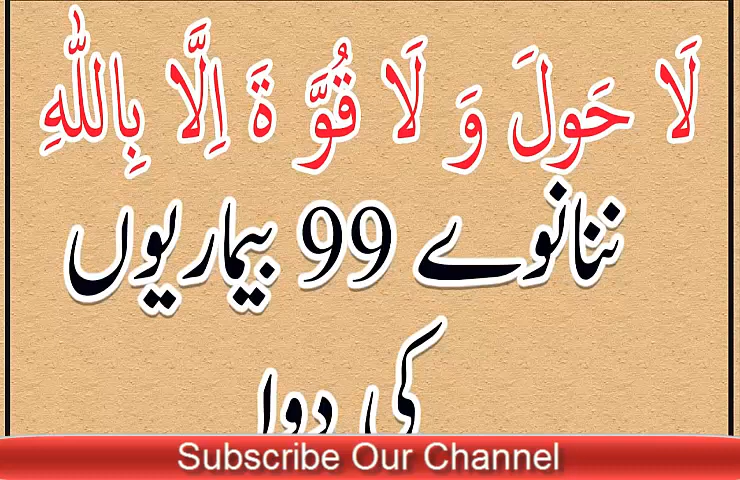 لَا حَولَ وَ لَا قُوَّةَ اِلَّا بِاللّٰهِ
ننانوے 99 بیماریوں
کی دوا
Subscribe Our Channel